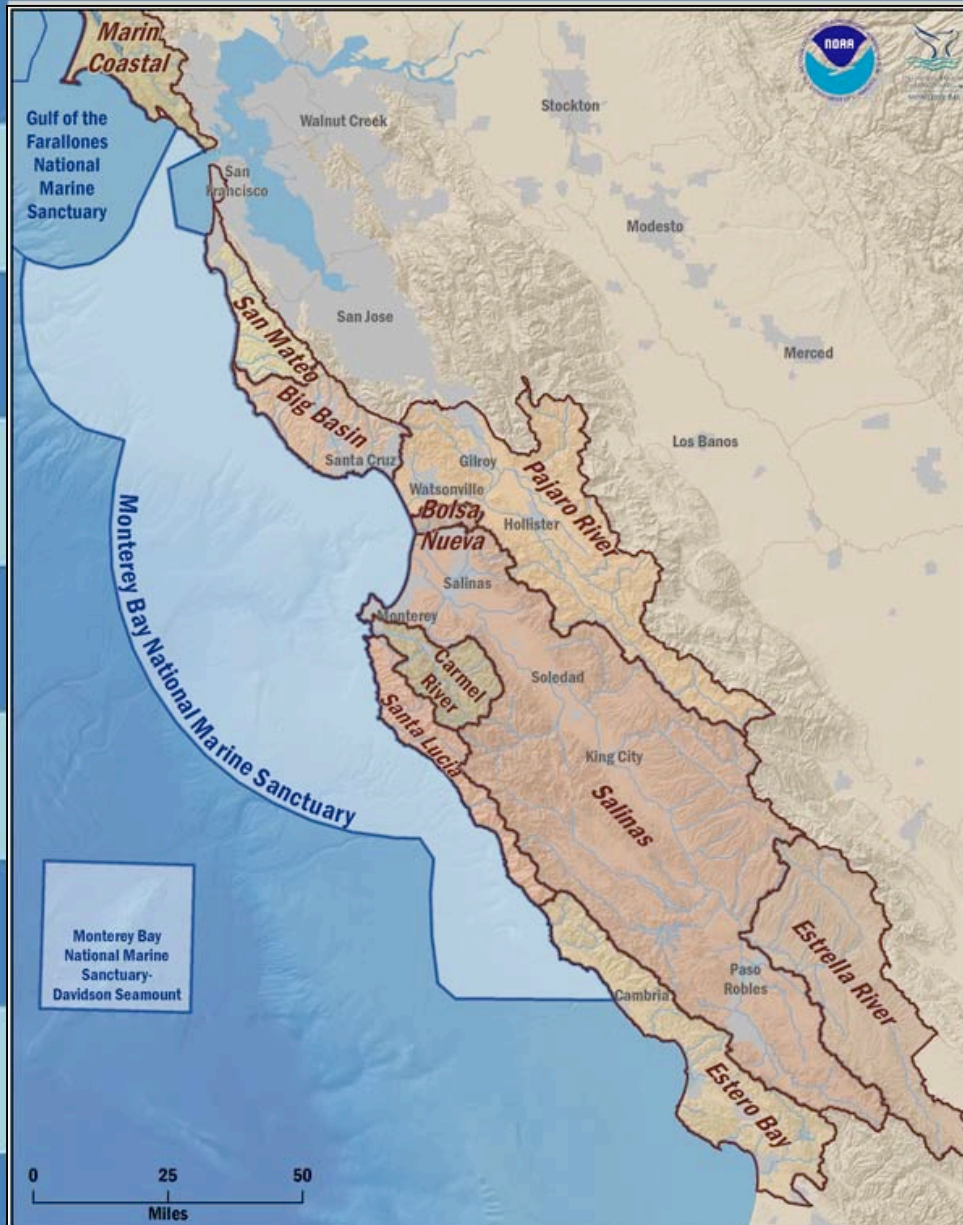 Marin
Coastal
NOAA
Gulf of the
Farallones
National
Marine
Sanctuary
Walnut Creek
Stockton
San
Francisco
Modesto
San Jose
San Mateo
Merced
Big Basin
Santa Cruz
Gilroy
Los Banos
Pajaro River
Watsonville
Bolsa
Nueva
Hollister
Monterey Bay National Marine Sanctuary
Salinas
Monterey
Carmel
River
Soledad
Santa Lucia
King City
Salinas
Monterey Bay
National Marine
Sanctuary-
Davidson Seamount
Estrella River
Paso
Robles
Cambria
Estero Bay
0 25 50
Miles